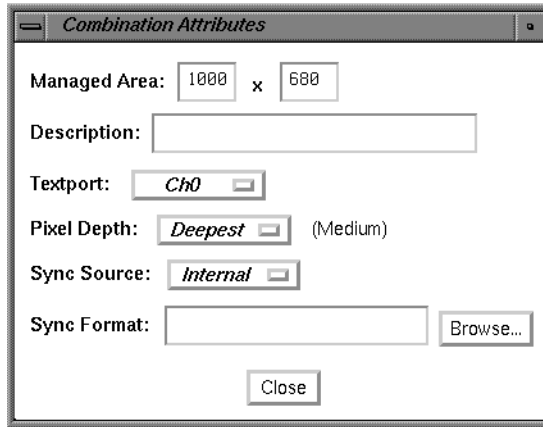 Combination Attributes
Managed Area: 1000 x 680
Description:
Textport: Ch0
Pixel Depth: Deepest (Medium)
Sync Source: Internal
Sync Format: Browse...
Close